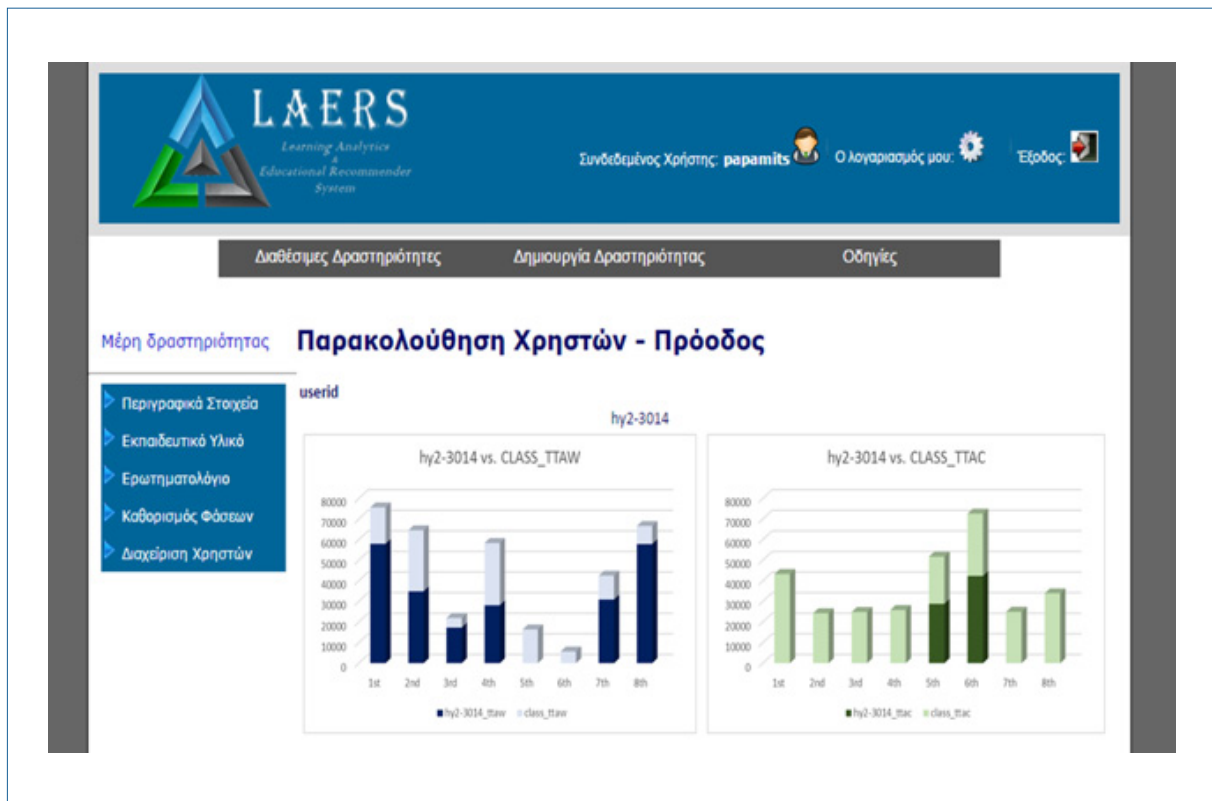 LAERS
Learning Analytics
&
Educational Recommender
System
Συνδεδεμένος Χρήστης: papamits
Ο λογαριασμός μου:
Έξοδος:
Διαθέσιμες Δραστηριότητες
Δημιουργία Δραστηριότητας
Οδηγίες
Μέρη δραστηριότητας
Περιγραφικά Στοιχεία
Εκπαιδευτικό Υλικό
Ερωτηματολόγιο
Καθορισμός Φάσεων
Διαχείριση Χρηστών
Παρακολούθηση Χρηστών - Πρόοδος
userid
hy2-3014
hy2-3014 vs. CLASS_TTAW
80000
70000
60000
50000
40000
30000
20000
10000
0
1st 2nd 3rd 4th 5th 6th 7th 8th
hy2-3014_ttaw class_ttaw
hy2-3014 vs. CLASS_TTAC
80000
70000
60000
50000
40000
30000
20000
10000
0
1st 2nd 3rd 4th 5th 6th 7th 8th
hy2-3014_ttac class_ttac